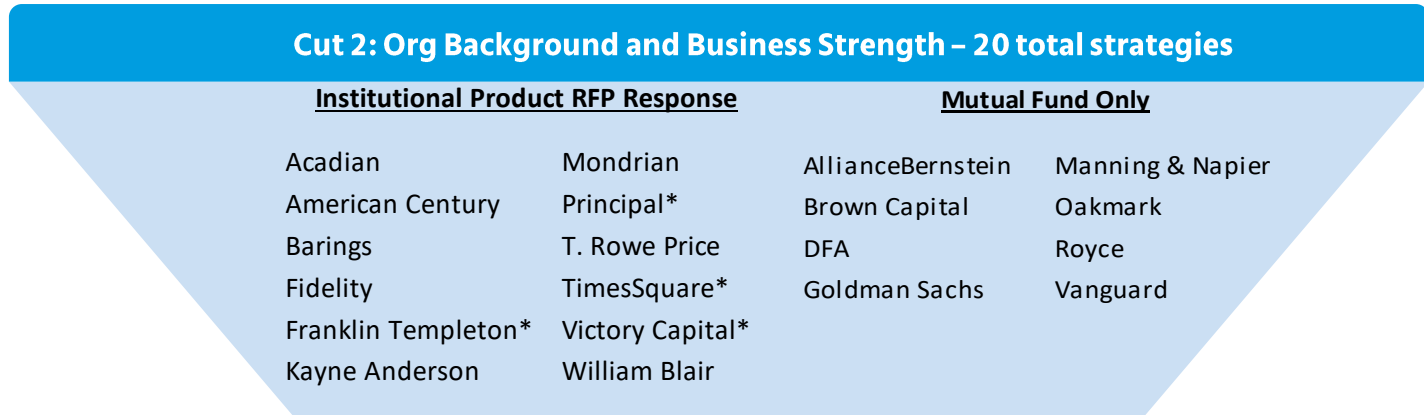 Cut 2: Org Background and Business Strength – 20 total strategies
Institutional Product RFP Response
Acadian
American Century
Barings
Fidelity
Franklin Templeton*
Kayne Anderson
Mondrian
Principal*
T. Rowe Price
TimesSquare*
Victory Capital*
William Blair
Mutual Fund Only
AllianceBernstein
Brown Capital
DFA
Goldman Sachs
Manning & Napier
Oakmark
Royce
Vanguard